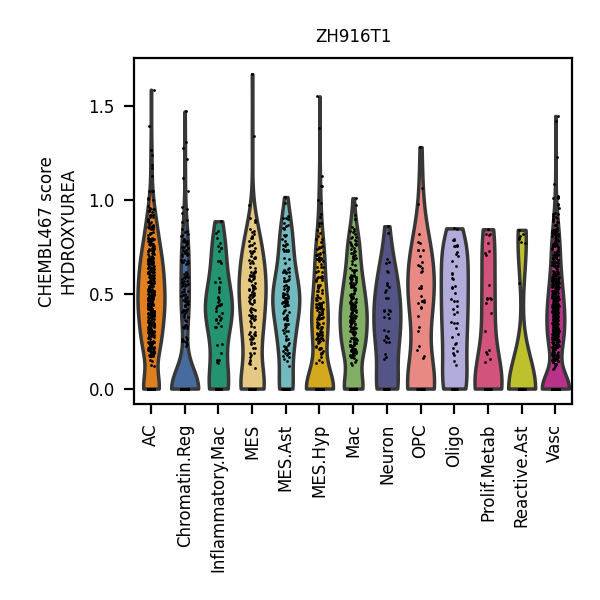 ZH916T1
CHEMBL467 score
HYDROXYUREA
1.5
1.0
0.5
0.0
AC
Chromatin.Reg
Inflammatory.Mac
MES
MES.Ast
MES.Hyp
Mac
Neuron
OPC
Oligo
Prolif.Metab
Reactive.Ast
Vasc